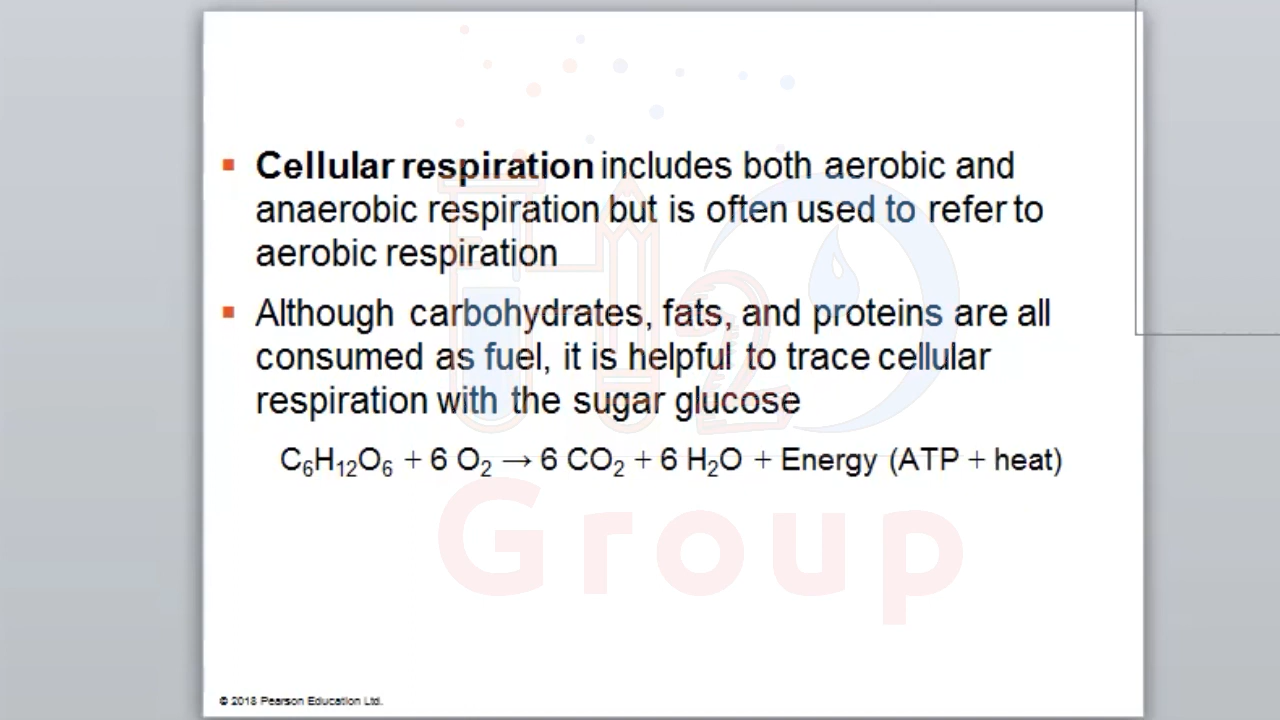 Cellular respiration includes both aerobic and
anaerobic respiration but is often used to refer to
aerobic respiration
Although carbohydrates, fats, and proteins are all
consumed as fuel, it is helpful to trace cellular
respiration with the sugar glucose
C₆H₁₂O₆ + 6 O₂ → 6 CO₂ + 6 H₂O + Energy (ATP + heat)
H2O
Group
© 2018 Pearson Education Ltd.